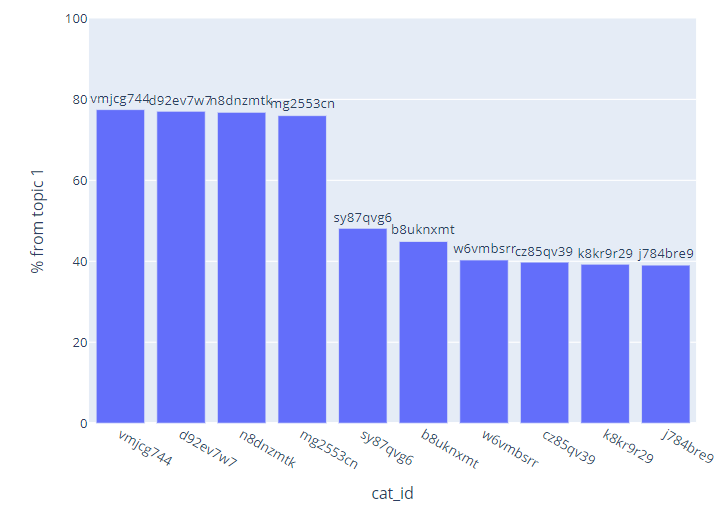 100
80
60
40
20
0
% from topic 1
vmjcg744
d92ev7w7
n8dnzmtk
mg2553cn
sy87qvg6
b8uknxmt
w6vmbsrr
cz85qv39
k8kr9r29
j784bre9
vmjcg744
d92ev7w7
n8dnzmtk
mg2553cn
sy87qvg6
b8uknxmt
w6vmbsrr
cz85qv39
k8kr9r29
j784bre9
cat_id